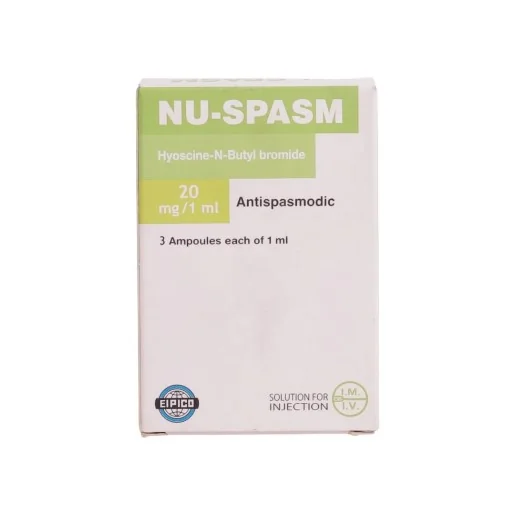 NU-SPASM
Hyoscine-N-Butyl bromide
20
mg/1 ml
Antispasmodic
3 Ampoules each of 1 ml
EIPICO
SOLUTION FOR
INJECTION
I.M.
OR
I.V.